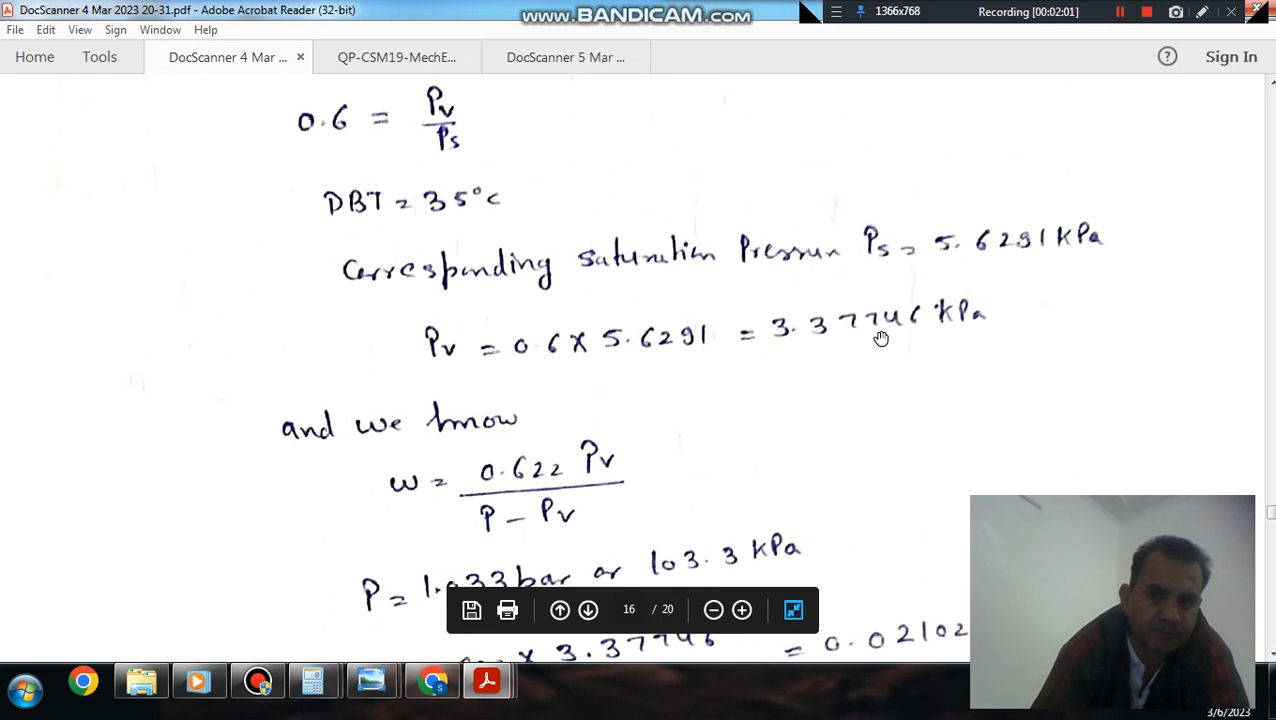 DocScanner 4 Mar 2023 20-31.pdf - Adobe Acrobat Reader (32-bit)
www.BANDICAM.com
1366x768
Recording [00:02:01]
File Edit View Sign Window Help
Home Tools DocScanner 4 Mar ... × QP-CSM19-MechE... DocScanner 5 Mar ... Sign In
0.6 = Pv/Ps
DBT = 35°C
Corresponding saturation Pressure Ps = 5.6291 kPa
Pv = 0.6 × 5.6291 = 3.37746 kPa
and we know
w = 0.622 Pv / P - Pv
P = 1.033 bar or 103.3 kPa
16 / 20
× 3.37746 = 0.02102
3/6/2023